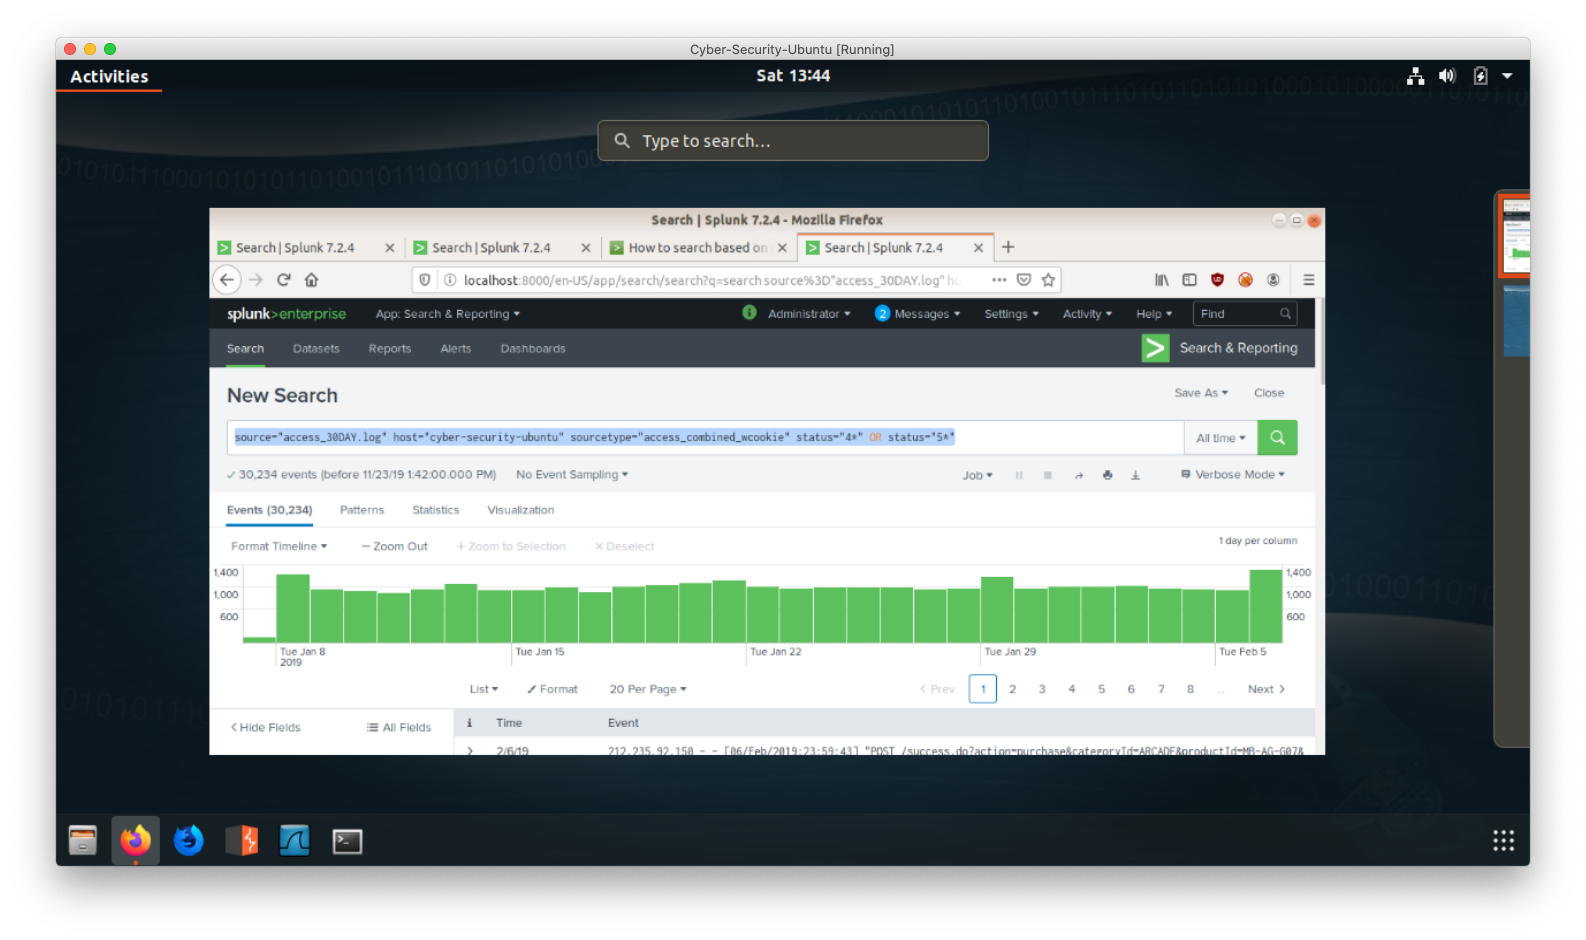 Cyber-Security-Ubuntu [Running]
Activities
Sat 13:44
Type to search...
Search | Splunk 7.2.4 - Mozilla Firefox
Search | Splunk 7.2.4
Search | Splunk 7.2.4
How to search based on
Search | Splunk 7.2.4
localhost:8000/en-US/app/search/search?q=search source%3D"access_30DAY.log" ho
splunk>enterprise App: Search & Reporting
i Administrator 2 Messages Settings Activity Help Find
Search Datasets Reports Alerts Dashboards
Search & Reporting
New Search
Save As Close
source="access_30DAY.log" host="cyber-security-ubuntu" sourcetype="access_combined_wcookie" status="4*" OR status="5*"
All time
30,234 events (before 11/23/19 1:42:00.000 PM) No Event Sampling
Job Verbose Mode
Events (30,234) Patterns Statistics Visualization
Format Timeline — Zoom Out + Zoom to Selection × Deselect
1 day per column
1,400 1,400
1,000 1,000
600 600
Tue Jan 8 Tue Jan 15 Tue Jan 22 Tue Jan 29 Tue Feb 5
2019
List Format 20 Per Page
< Prev 1 2 3 4 5 6 7 8 ... Next >
< Hide Fields All Fields
i Time Event
> 2/6/19 212.235.92.150 - - [06/Feb/2019:23:59:43] "POST /success.do?action=purchase&categoryId=ARCADE&productId=MB-AG-G07&